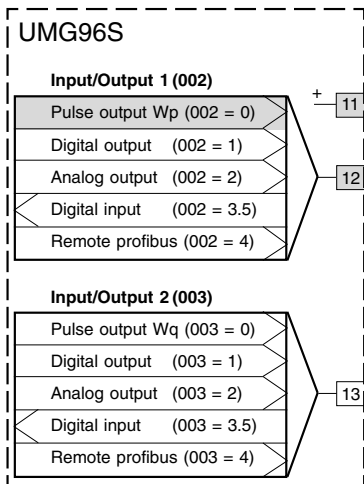 UMG96S
Input/Output 1 (002)
+ 11
Pulse output Wp (002 = 0)
Digital output (002 = 1)
Analog output (002 = 2) 12
Digital input (002 = 3.5)
Remote profibus (002 = 4)
Input/Output 2 (003)
Pulse output Wq (003 = 0)
Digital output (003 = 1)
Analog output (003 = 2) 13
Digital input (003 = 3.5)
Remote profibus (003 = 4)